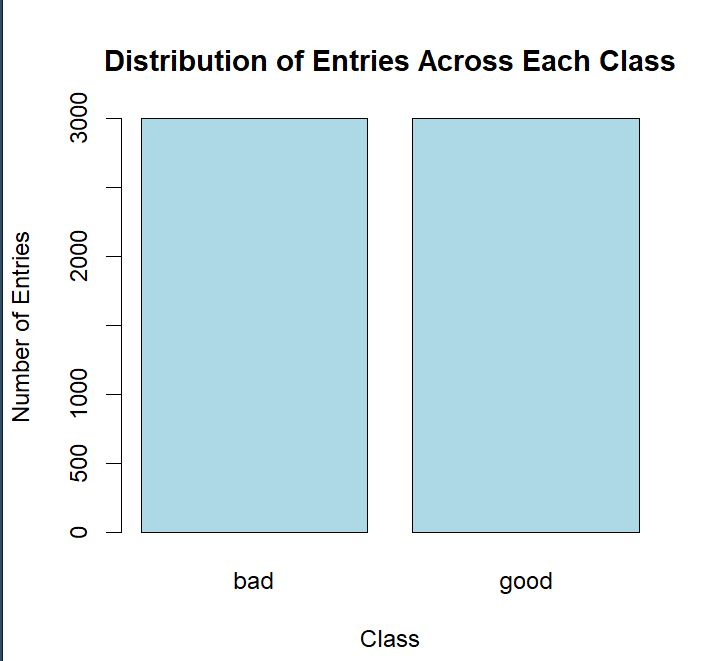 Distribution of Entries Across Each Class
Number of Entries
3000
2000
1000
500
0
bad good
Class